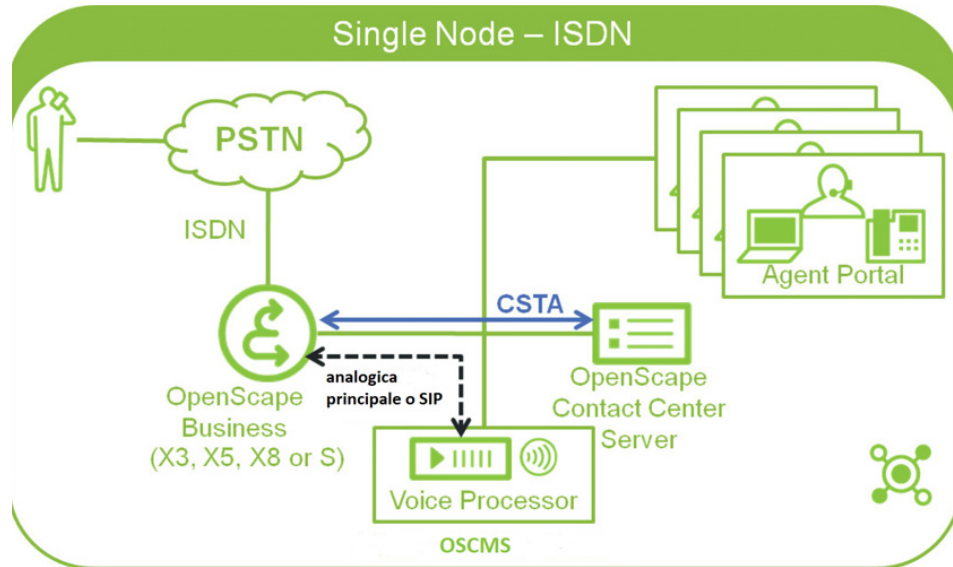 Single Node – ISDN
PSTN
ISDN
Agent Portal
CSTA
analogica
principale o SIP
OpenScape
Business
(X3, X5, X8 or S)
OpenScape
Contact Center
Server
Voice Processor
OSCMS